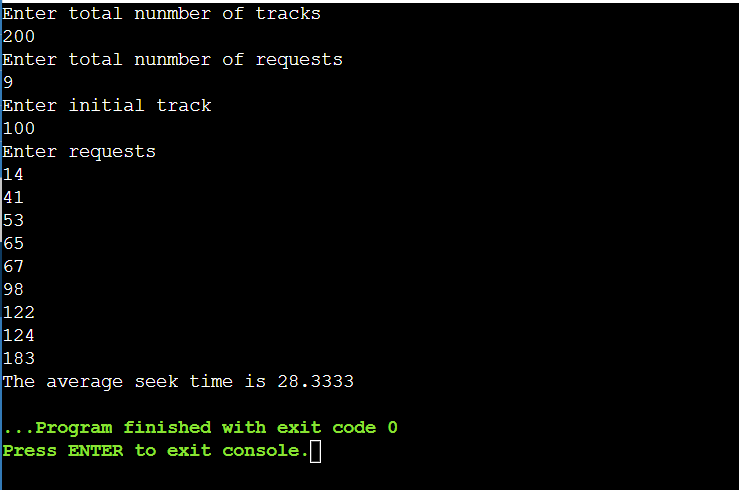 Enter total nunmber of tracks
200
Enter total nunmber of requests
9
Enter initial track
100
Enter requests
14
41
53
65
67
98
122
124
183
The average seek time is 28.3333
...Program finished with exit code 0
Press ENTER to exit console.